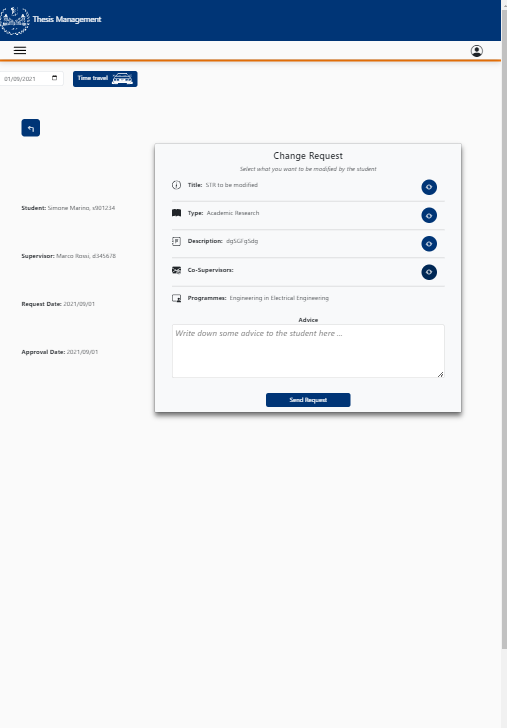 Thesis Management
01/09/2021
Time travel
Change Request
Select what you want to be modified by the student
Title: STR to be modified
Student: Simone Marino, s901234
Type: Academic Research
Description: dgSGFgSdg
Supervisor: Marco Rossi, d345678
Co-Supervisors:
Request Date: 2021/09/01
Programmes: Engineering in Electrical Engineering
Advice
Write down some advice to the student here ...
Approval Date: 2021/09/01
Send Request